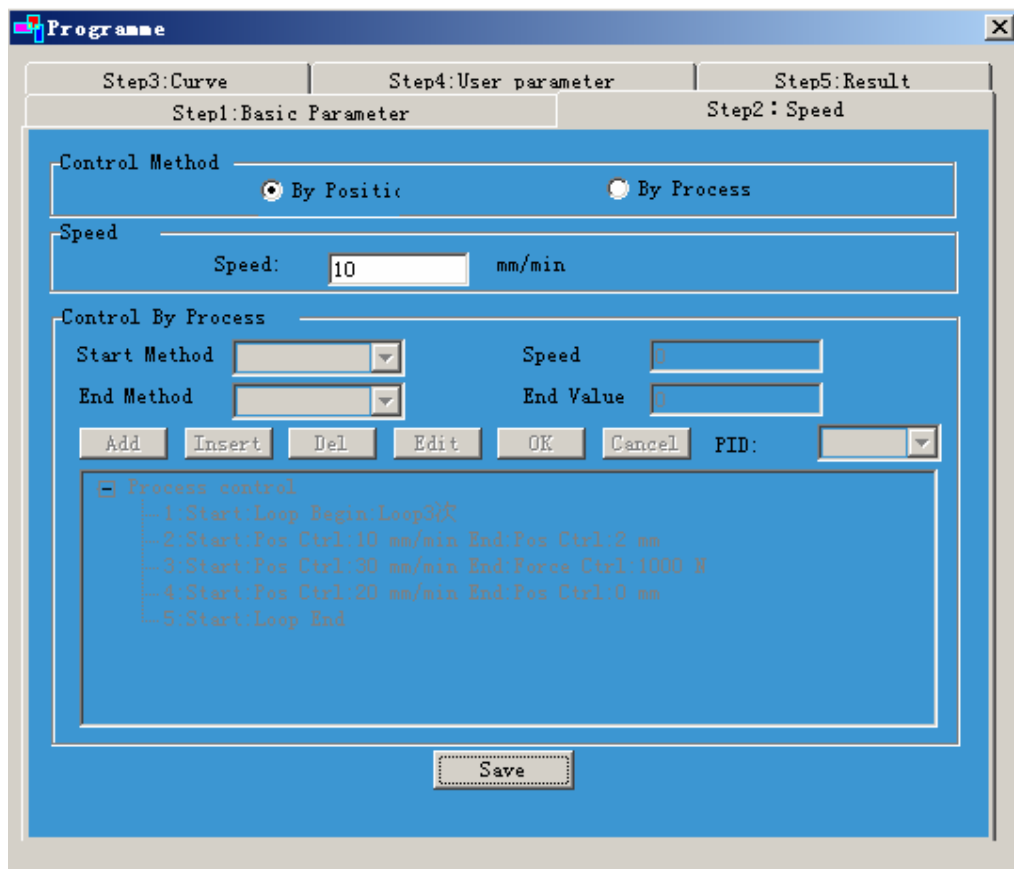 Programme
Step3:Curve Step4:User parameter Step5:Result
Step1:Basic Parameter Step2:Speed
Control Method
By Positic By Process
Speed
Speed: 10 mm/min
Control By Process
Start Method Speed 0
End Method End Value 0
Add Insert Del Edit OK Cancel PID:
Process control
1.Start:Loop Begin:Loop3次
2.Start:Pos Ctrl:10 mm/min.End:Pos Ctrl:2 mm
3.Start:Pos Ctrl:30 mm/min.End:Force Ctrl:1000 N
4.Start:Pos Ctrl:20 mm/min.End:Pos Ctrl:0 mm
5.Start:Loop End
Save